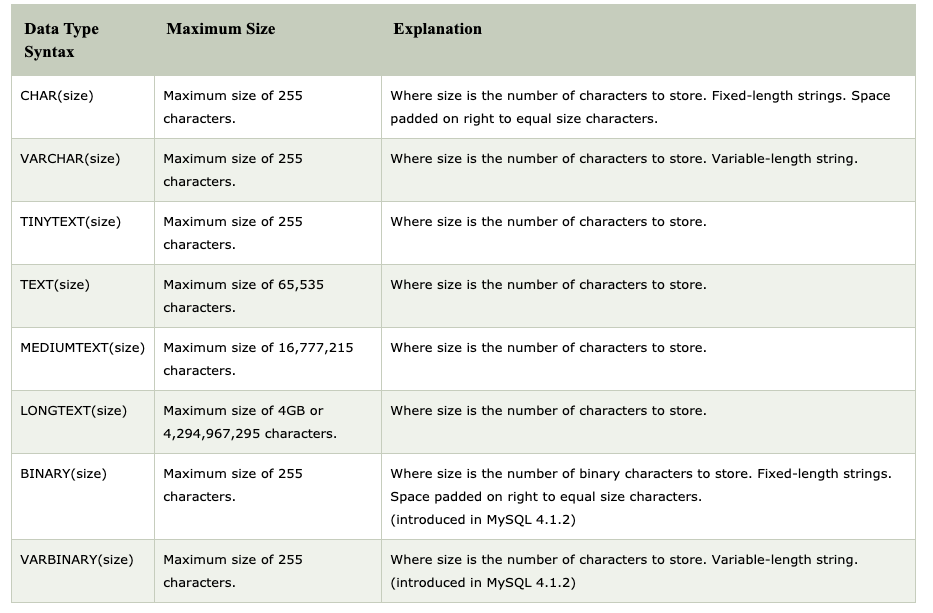 Data Type Syntax
Maximum Size
Explanation
CHAR(size)
Maximum size of 255
characters.
Where size is the number of characters to store. Fixed-length strings. Space
padded on right to equal size characters.
VARCHAR(size)
Maximum size of 255
characters.
Where size is the number of characters to store. Variable-length string.
TINYTEXT(size)
Maximum size of 255
characters.
Where size is the number of characters to store.
TEXT(size)
Maximum size of 65,535
characters.
Where size is the number of characters to store.
MEDIUMTEXT(size)
Maximum size of 16,777,215
characters.
Where size is the number of characters to store.
LONGTEXT(size)
Maximum size of 4GB or
4,294,967,295 characters.
Where size is the number of characters to store.
BINARY(size)
Maximum size of 255
characters.
Where size is the number of binary characters to store. Fixed-length strings.
Space padded on right to equal size characters.
(introduced in MySQL 4.1.2)
VARBINARY(size)
Maximum size of 255
characters.
Where size is the number of characters to store. Variable-length string.
(introduced in MySQL 4.1.2)